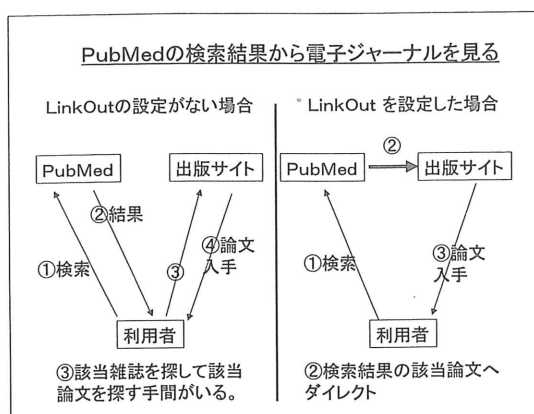 PubMedの検索結果から電子ジャーナルを見る
LinkOutの設定がない場合
PubMed
出版サイト
②結果
①検索
③
④論文
入手
利用者
③該当雑誌を探して該当
論文を探す手間がいる。
LinkOut を設定した場合
②
PubMed
出版サイト
①検索
③論文
入手
利用者
②検索結果の該当論文へ
ダイレクト